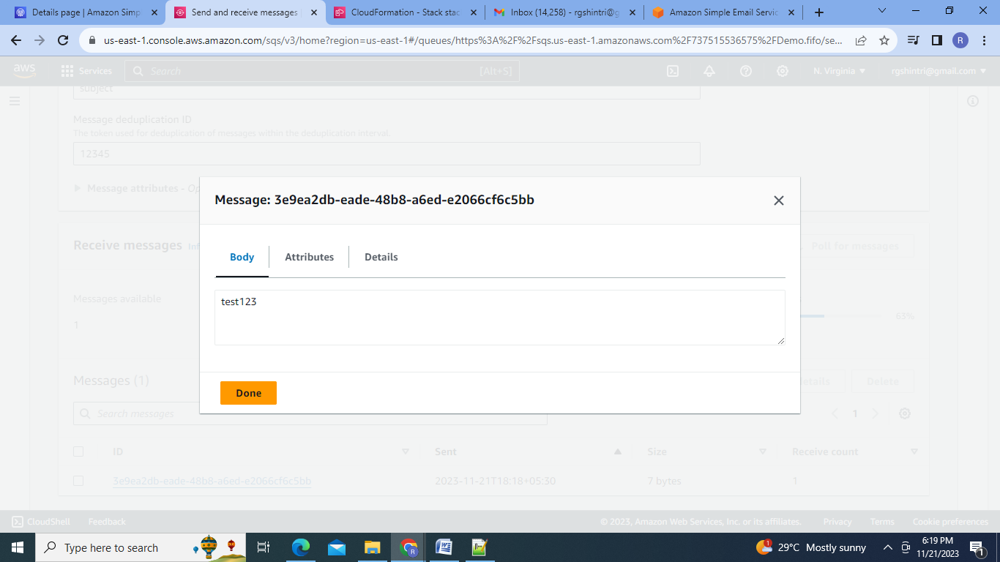 Details page | Amazon Simp
Send and receive messages
CloudFormation - Stack stac
Inbox (14,258) - rgshintri@g
Amazon Simple Email Servic
us-east-1.console.aws.amazon.com/sqs/v3/home?region=us-east-1#/queues/https%3A%2F%2Fsqs.us-east-1.amazonaws.com%2F737515536575%2FDemo.fifo/se...
R
aws
Services
Search
[Alt+S]
N. Virginia
rgshintri@gmail.com
subject
Message deduplication ID
The token used for deduplication of messages within the deduplication interval.
12345
Message attributes - Op
Message: 3e9ea2db-eade-48b8-a6ed-e2066cf6c5bb
Receive messages
Inf
Poll for messages
Body
Attributes
Details
Messages available
test123
1
63%
Messages (1)
etails
Delete
Done
Search messages
1
ID
Sent
Size
Receive count
3e9ea2db-eade-48b8-a6ed-e2066cf6c5bb
2023-11-21T18:18+05:30
7 bytes
1
CloudShell
Feedback
© 2023, Amazon Web Services, Inc. or its affiliates.
Privacy
Terms
Cookie preferences
Type here to search
1
29°C Mostly sunny
6:19 PM
11/21/2023
1